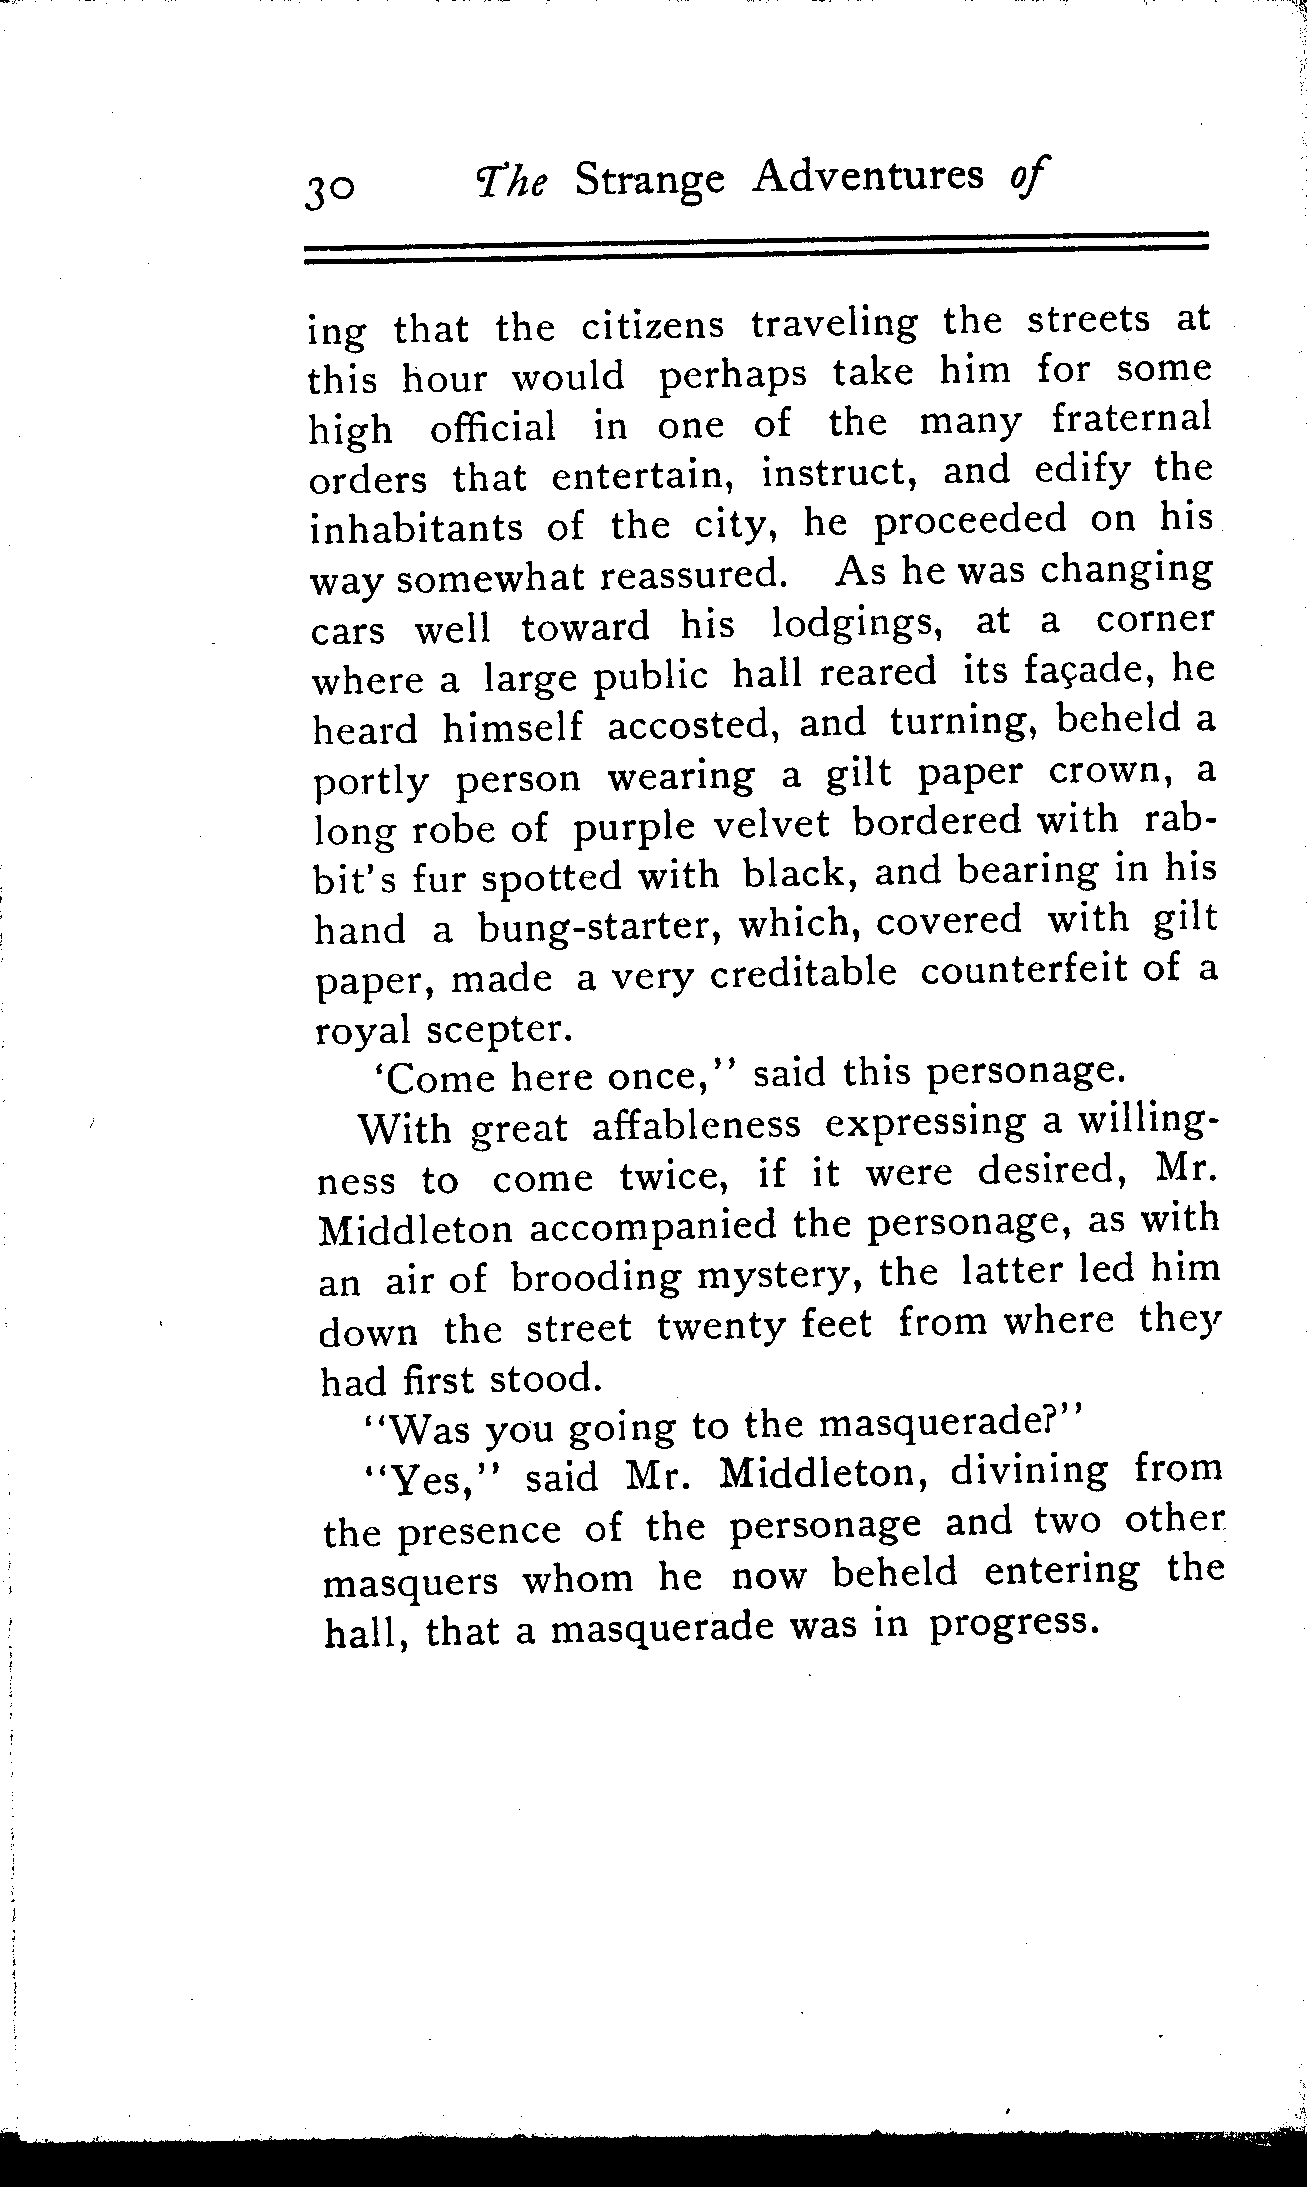 30 The Strange Adventures of
ing that the citizens traveling the streets at
this hour would perhaps take him for some
high official in one of the many fraternal
orders that entertain, instruct, and edify the
inhabitants of the city, he proceeded on his
way somewhat reassured. As he was changing
cars well toward his lodgings, at a corner
where a large public hall reared its façade, he
heard himself accosted, and turning, beheld a
portly person wearing a gilt paper crown, a
long robe of purple velvet bordered with rab-
bit's fur spotted with black, and bearing in his
hand a bung-starter, which, covered with gilt
paper, made a very creditable counterfeit of a
royal scepter.
'Come here once,'' said this personage.
With great affableness expressing a willing-
ness to come twice, if it were desired, Mr.
Middleton accompanied the personage, as with
an air of brooding mystery, the latter led him
down the street twenty feet from where they
had first stood.
"Was you going to the masquerade?"
"Yes," said Mr. Middleton, divining from
the presence of the personage and two other
masquers whom he now beheld entering the
hall, that a masquerade was in progress.